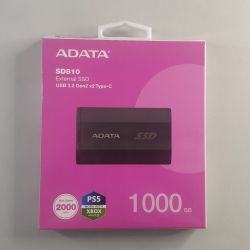 ADATA
SD810
External SSD
USB 3.2 Gen2 x2 Type-C
ADATA SSD
2000
PS5
XBOX
1000 GB